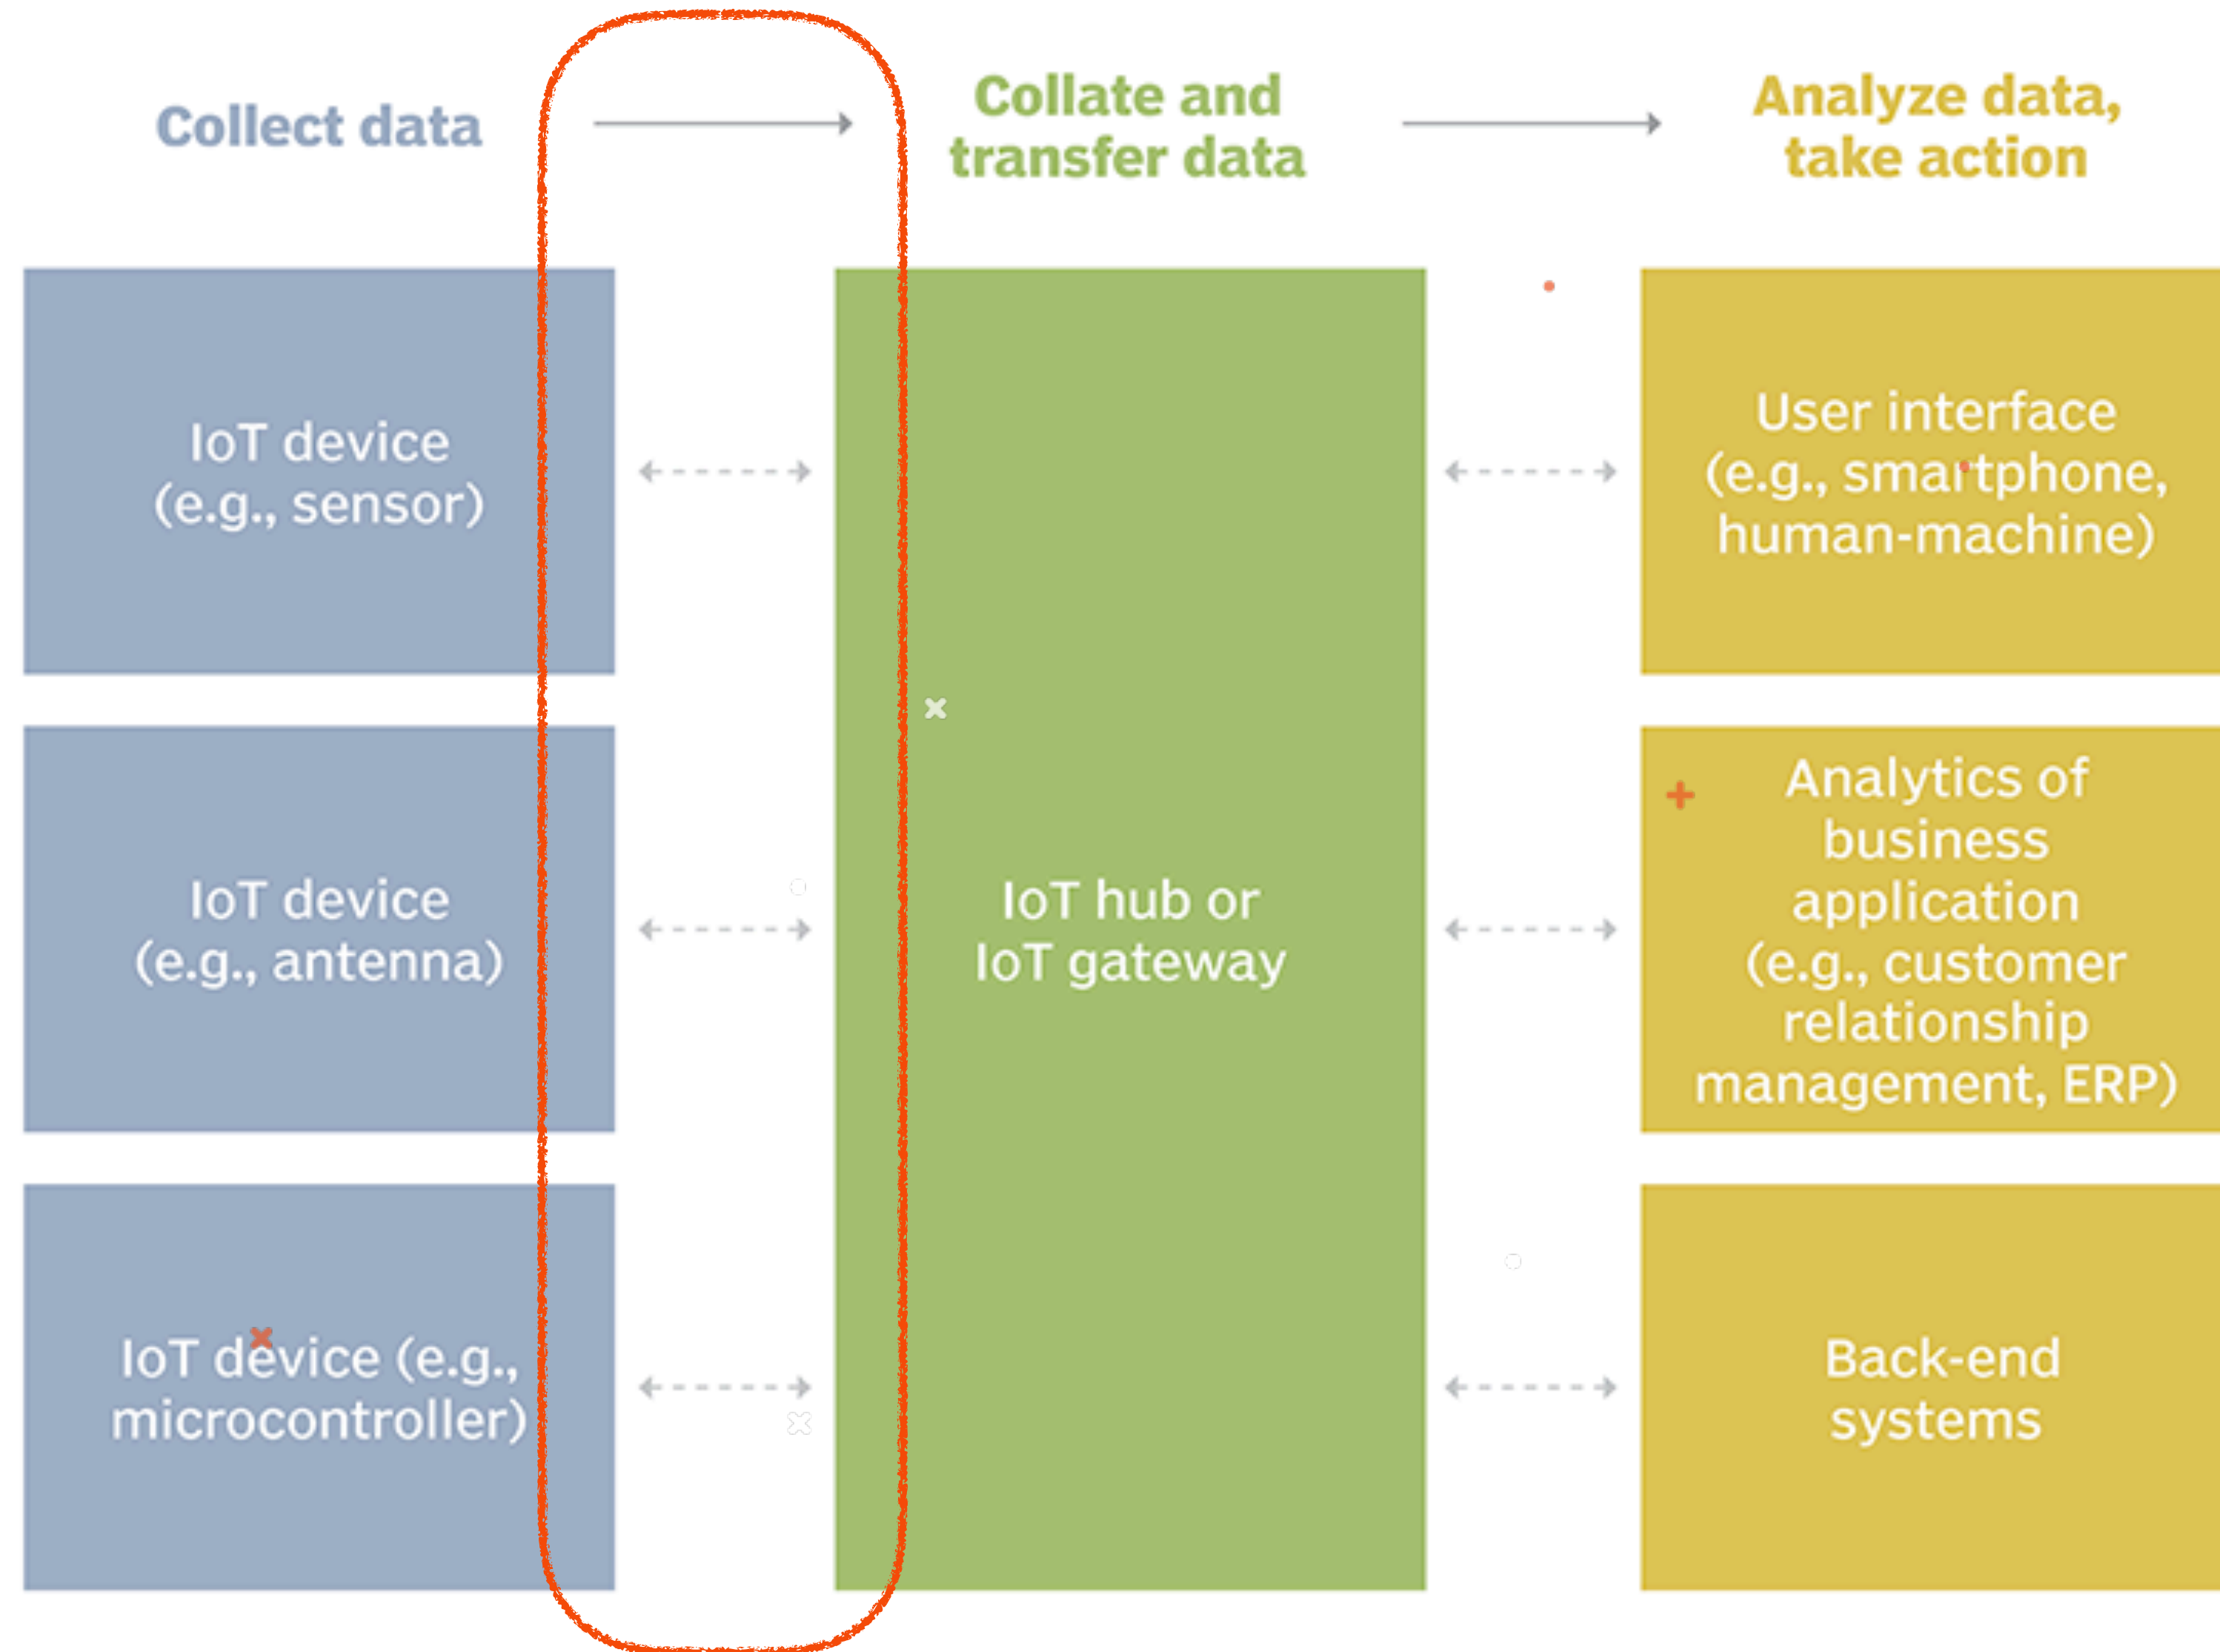 Collect data
Collate and
transfer data
Analyze data,
take action
IoT device
(e.g., sensor)
IoT device
(e.g., antenna)
IoT device (e.g.,
microcontroller)
IoT hub or
IoT gateway
User interface
(e.g., smartphone,
human-machine)
Analytics of
business
application
(e.g., customer
relationship
management, ERP)
Back-end
systems